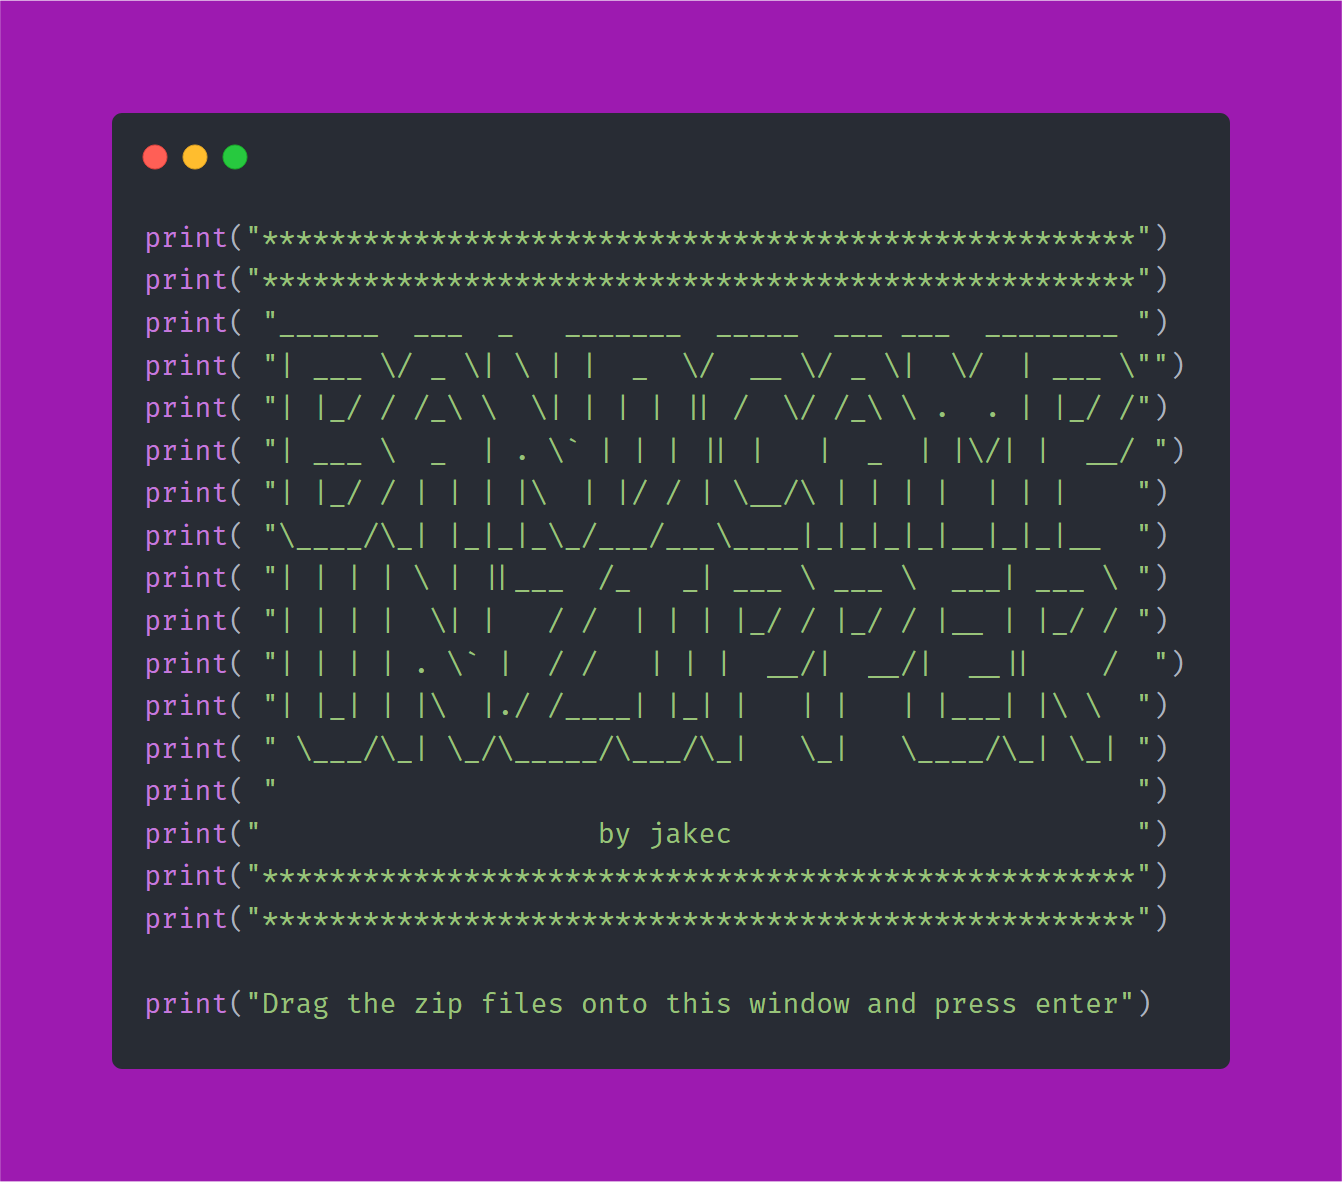 print("****************************************************")
print("****************************************************")
print( "______  ___  _   _______  _____  ___ ___  ________ ")
print( "| ___ \/ _ \| \ | |  _  \/  __ \/ _ \|  \/  | ___ \"")
print( "| |_/ / /_\ \  \| | | | || /  \/ /_\ \ .  . | |_/ /")
print( "| ___ \  _  | . \` | | | || |   |  _  | |\/| |  __/ ")
print( "| |_/ / | | | |\  | |/ / | \__/\ | | | |  | | |    ")
print( "\____/\_| |_|_|_\_/___/___\____|_|_|_|_|__|_|_|__  ")
print( "| | | | \ | ||___  /_   _| ___ \ ___ \  ___| ___ \ ")
print( "| | | |  \| |   / /  | | | |_/ / |_/ / |__ | |_/ / ")
print( "| | | | . \` |  / /   | | |  __/|  __/|  __||    /  ")
print( "| |_| | |\  |./ /____| |_| |   | |   | |___| |\ \  ")
print( " \___/\_| \_/\_____/\___/\_|   \_|   \____/\_| \_| ")
print( "                                                   ")
print("                    by jakec                        ")
print("****************************************************")
print("****************************************************")
print("Drag the zip files onto this window and press enter")